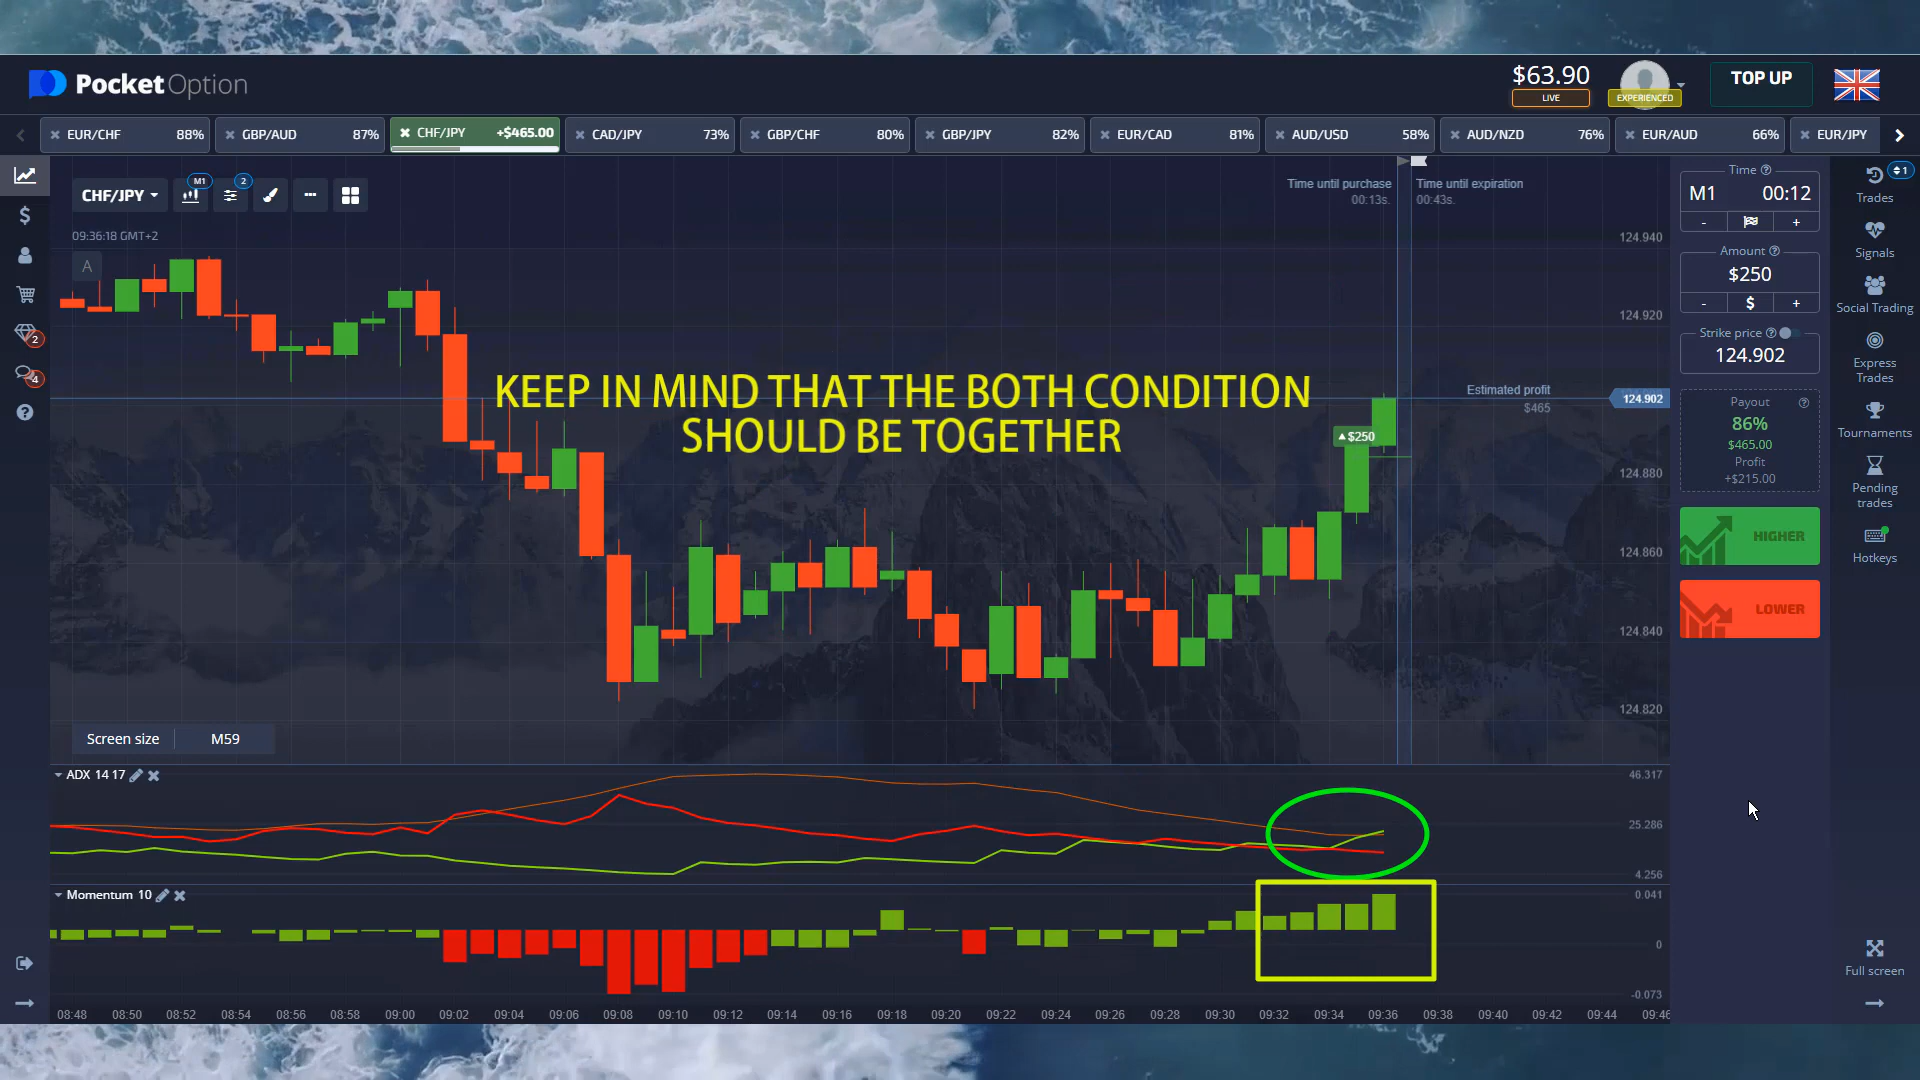 PocketOption
$63.90
LIVE
EXPERIENCED
TOP UP
EUR/CHF 88%
GBP/AUD 87%
CHF/JPY +$465.00
CAD/JPY 73%
GBP/CHF 80%
GBP/JPY 82%
EUR/CAD 81%
AUD/USD 58%
AUD/NZD 76%
EUR/AUD 66%
EUR/JPY
CHF/JPY
M1
2
09:36:18 GMT+2
A
Time until purchase
00:13s.
Time until expiration
00:43s.
KEEP IN MIND THAT THE BOTH CONDITION
SHOULD BE TOGETHER
Estimated profit
$465
$250
124.940
124.920
124.902
124.880
124.860
124.840
124.820
2
4
Screen size M59
ADX 14 17
46.317
25.286
4.256
Momentum 10
0.041
0
-0.073
08:48 08:50 08:52 08:54 08:56 08:58 09:00 09:02 09:04 09:06 09:08 09:10 09:12 09:14 09:16 09:18 09:20 09:22 09:24 09:26 09:28 09:30 09:32 09:34 09:36 09:38 09:40 09:42 09:44 09:46
Time
M1 00:12
- +
Amount
$250
- $ +
Strike price
124.902
Payout
86%
$465.00
Profit
+$215.00
HIGHER
LOWER
1
Trades
Signals
Social Trading
Express
Trades
Tournaments
Pending
trades
Hotkeys
Full screen